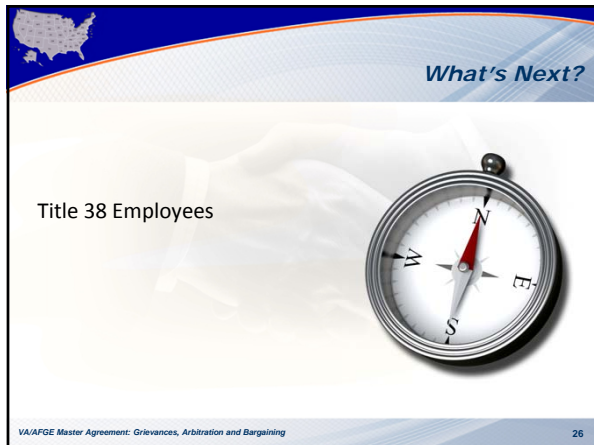 What's Next?
Title 38 Employees
N
W
E
S
VA/AFGE Master Agreement: Grievances, Arbitration and Bargaining
26